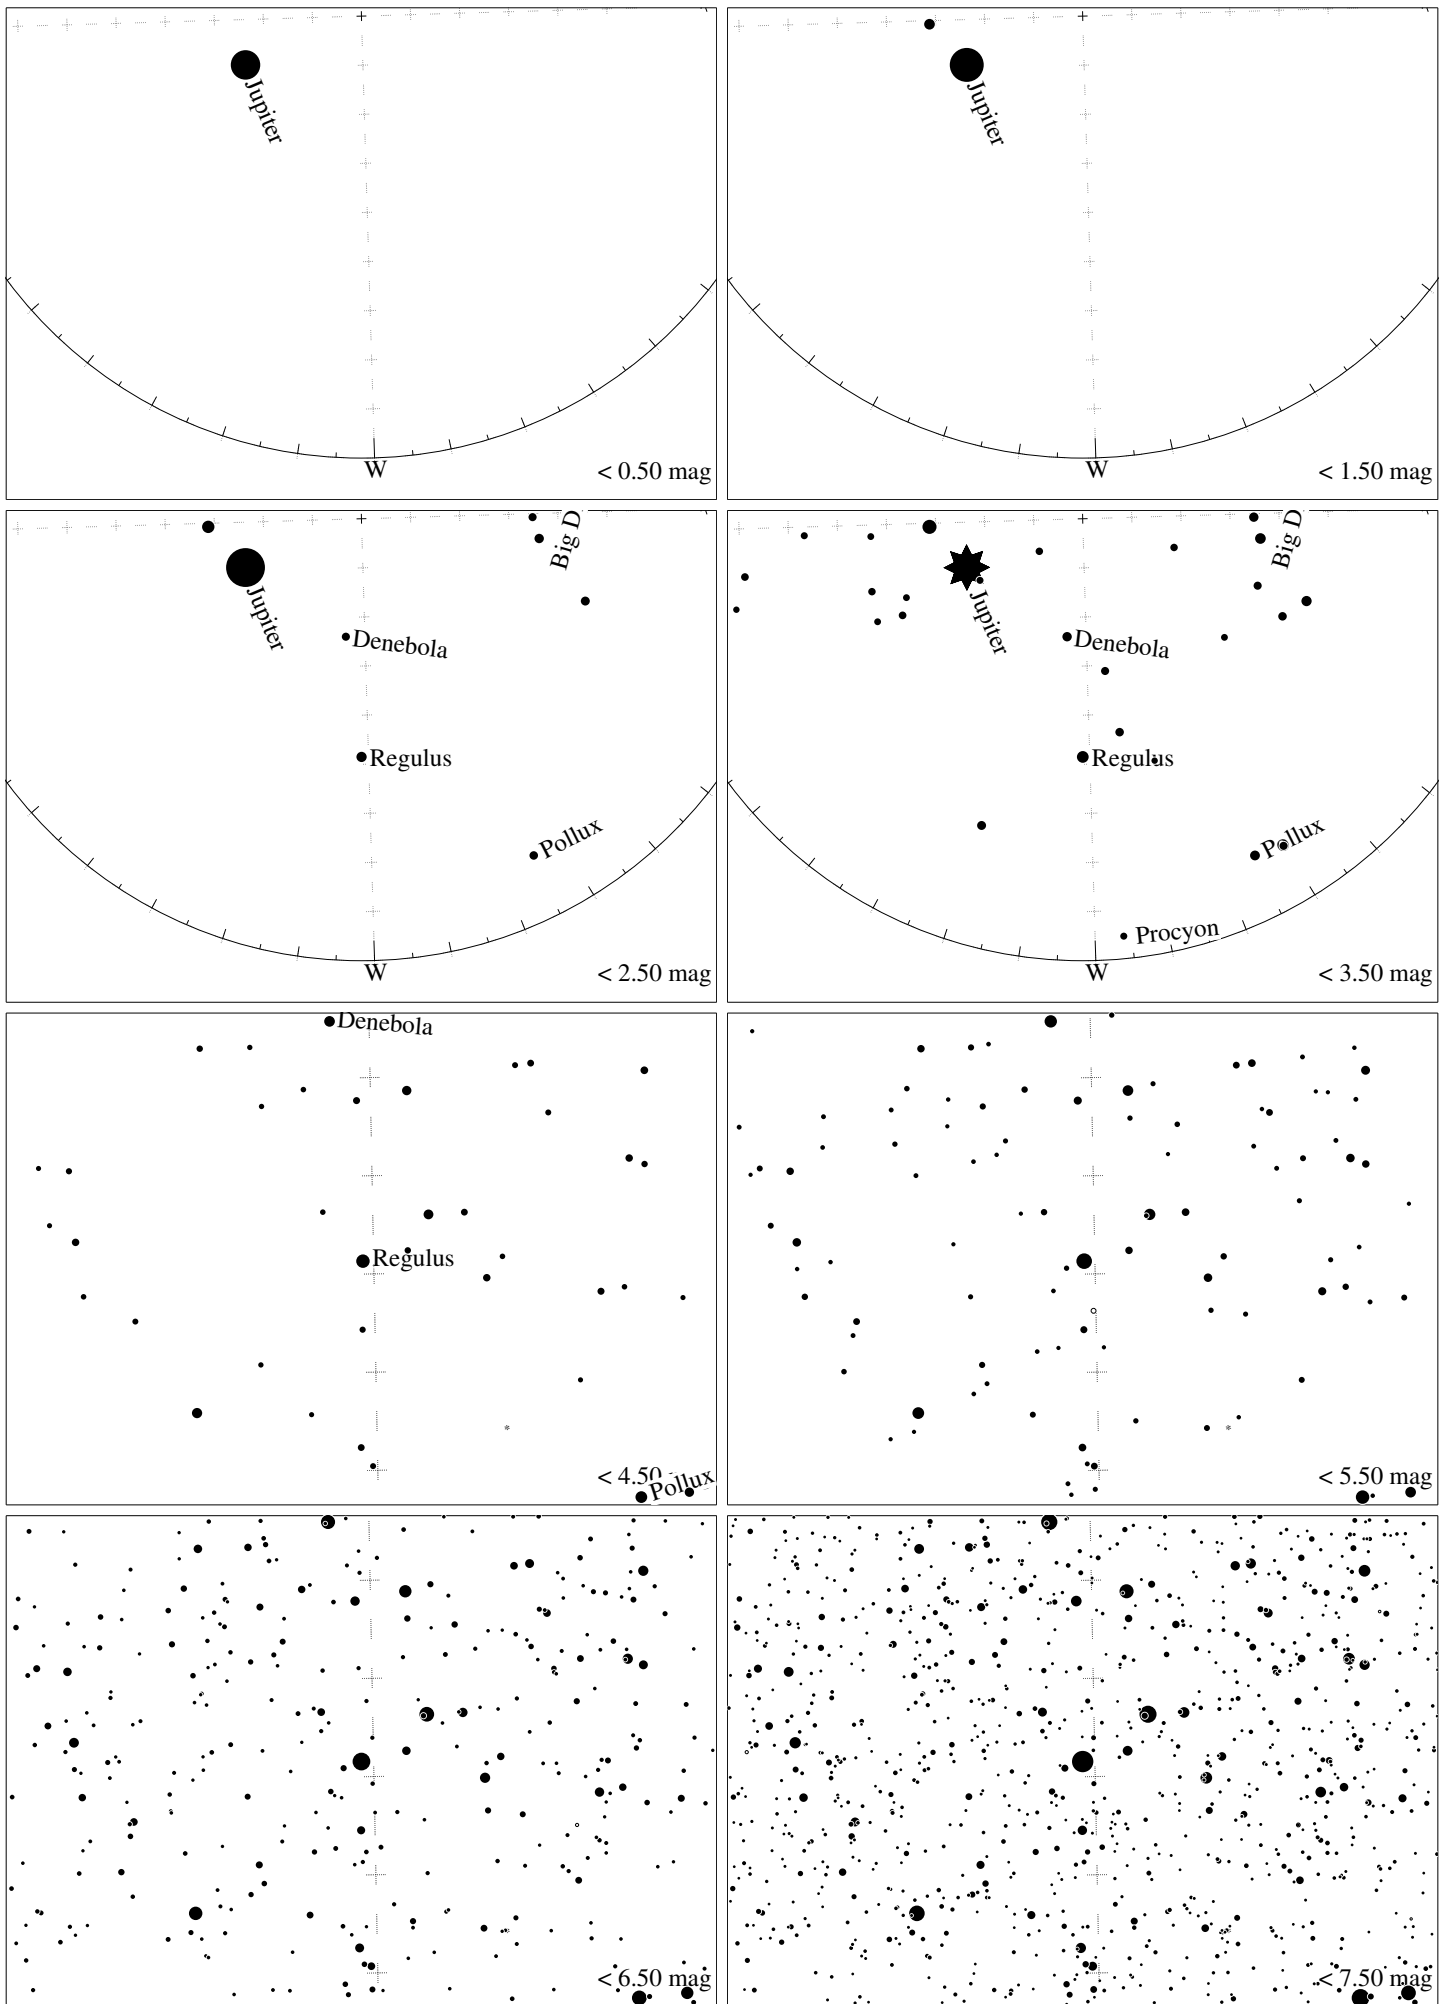 Jupiter
W
< 0.50 mag
Jupiter
W
< 1.50 mag
Big D
Jupiter
Denebola
Regulus
Pollux
W
< 2.50 mag
Big D
Jupiter
Denebola
Regulus
Pollux
Procyon
W
< 3.50 mag
Denebola
Regulus
< 4.50
Pollux
< 5.50 mag
< 6.50 mag
< 7.50 mag